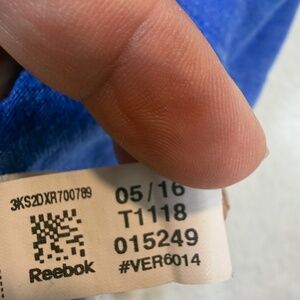 3KS2DXR700789
05/16
T1118
015249
Reebok
#VER6014